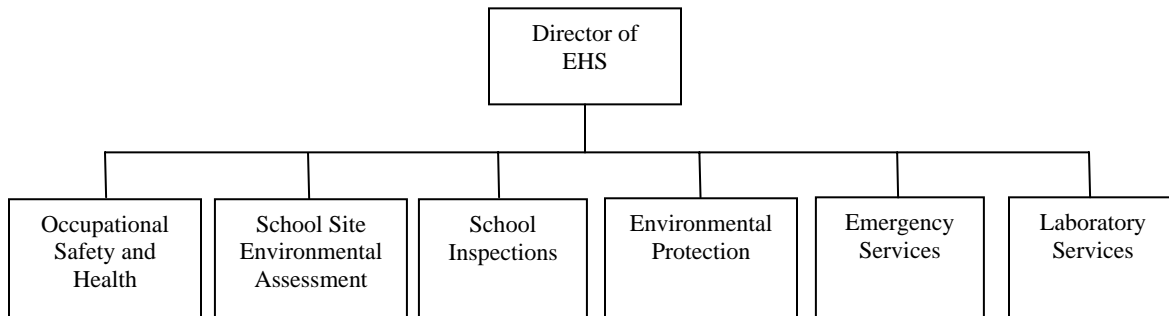 Director of
EHS
Occupational
Safety and
Health
School Site
Environmental
Assessment
School
Inspections
Environmental
Protection
Emergency
Services
Laboratory
Services